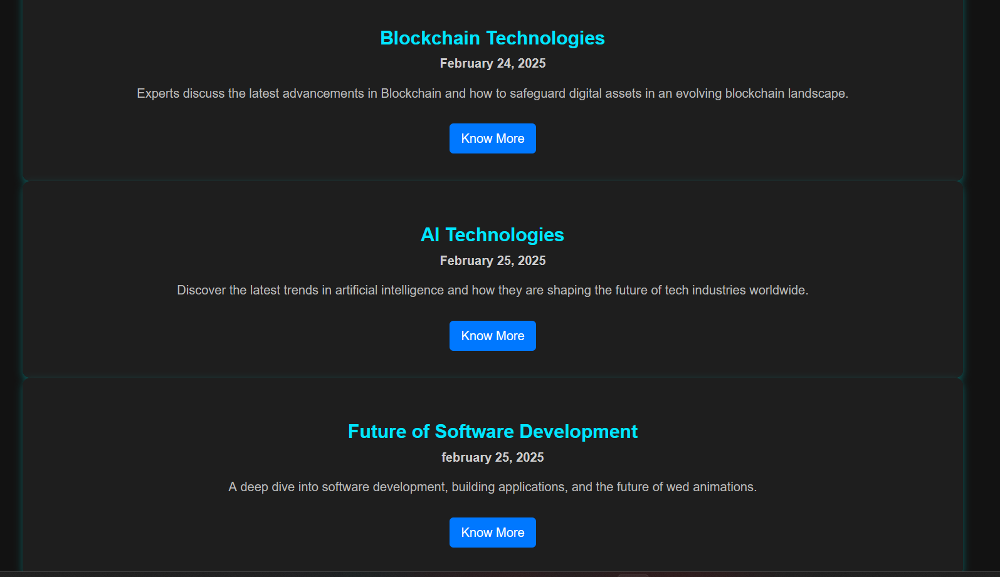 Blockchain Technologies
February 24, 2025
Experts discuss the latest advancements in Blockchain and how to safeguard digital assets in an evolving blockchain landscape.
Know More
AI Technologies
February 25, 2025
Discover the latest trends in artificial intelligence and how they are shaping the future of tech industries worldwide.
Know More
Future of Software Development
february 25, 2025
A deep dive into software development, building applications, and the future of wed animations.
Know More